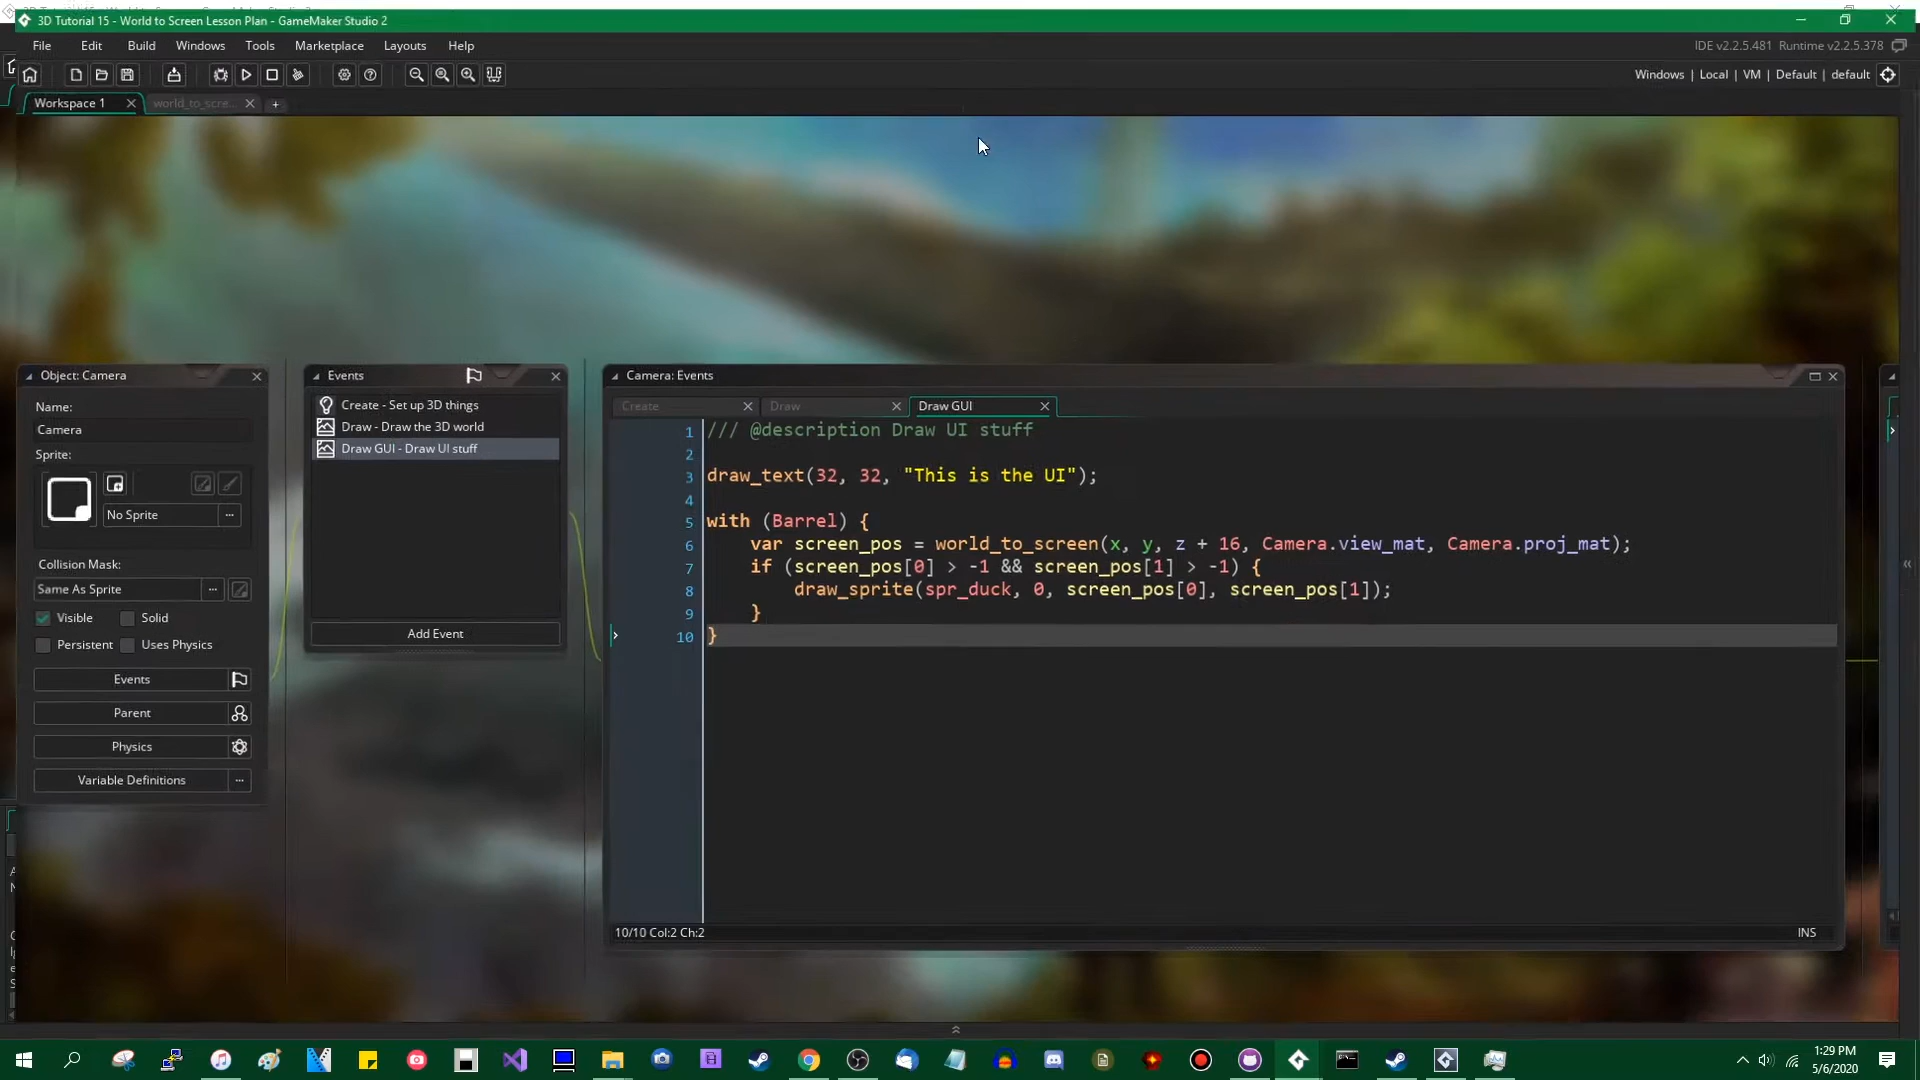 3D Tutorial 15 - World to Screen Lesson Plan - GameMaker Studio 2
File Edit Build Windows Tools Marketplace Layouts Help
IDE v2.2.5.481 Runtime v2.2.5.378
Windows | Local | VM | Default | default
Workspace 1
world_to_scre...
Object: Camera
Name:
Camera
Sprite:
No Sprite
Collision Mask:
Same As Sprite
Visible Solid
Persistent Uses Physics
Events
Parent
Physics
Variable Definitions
Events
Create - Set up 3D things
Draw - Draw the 3D world
Draw GUI - Draw UI stuff
Add Event
Camera: Events
Create Draw Draw GUI
1 /// @description Draw UI stuff
2
3 draw_text(32, 32, "This is the UI");
4
5 with (Barrel) {
6 var screen_pos = world_to_screen(x, y, z + 16, Camera.view_mat, Camera.proj_mat);
7 if (screen_pos[0] > -1 && screen_pos[1] > -1) {
8 draw_sprite(spr_duck, 0, screen_pos[0], screen_pos[1]);
9 }
10 }
10/10 Col:2 Ch:2
INS
1:29 PM
5/6/2020